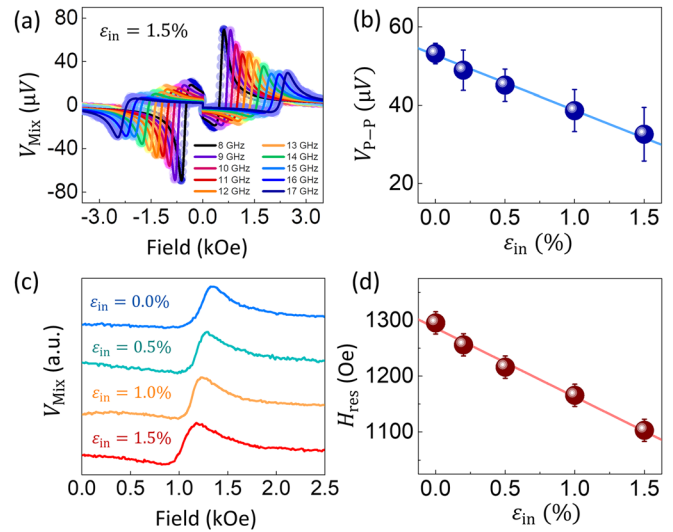 (a)
ε_in = 1.5%
V_Mix (μV)
80
40
0
-40
-80
8 GHz
9 GHz
10 GHz
11 GHz
12 GHz
13 GHz
14 GHz
15 GHz
16 GHz
17 GHz
-3.0 -1.5 0.0 1.5 3.0
Field (kOe)
(b)
V_P−P (μV)
60
40
20
0.0 0.5 1.0 1.5
ε_in (%)
(c)
V_Mix (a.u.)
ε_in = 0.0%
ε_in = 0.5%
ε_in = 1.0%
ε_in = 1.5%
0.0 0.5 1.0 1.5 2.0 2.5
Field (kOe)
(d)
H_res (Oe)
1300
1200
1100
0.0 0.5 1.0 1.5
ε_in (%)